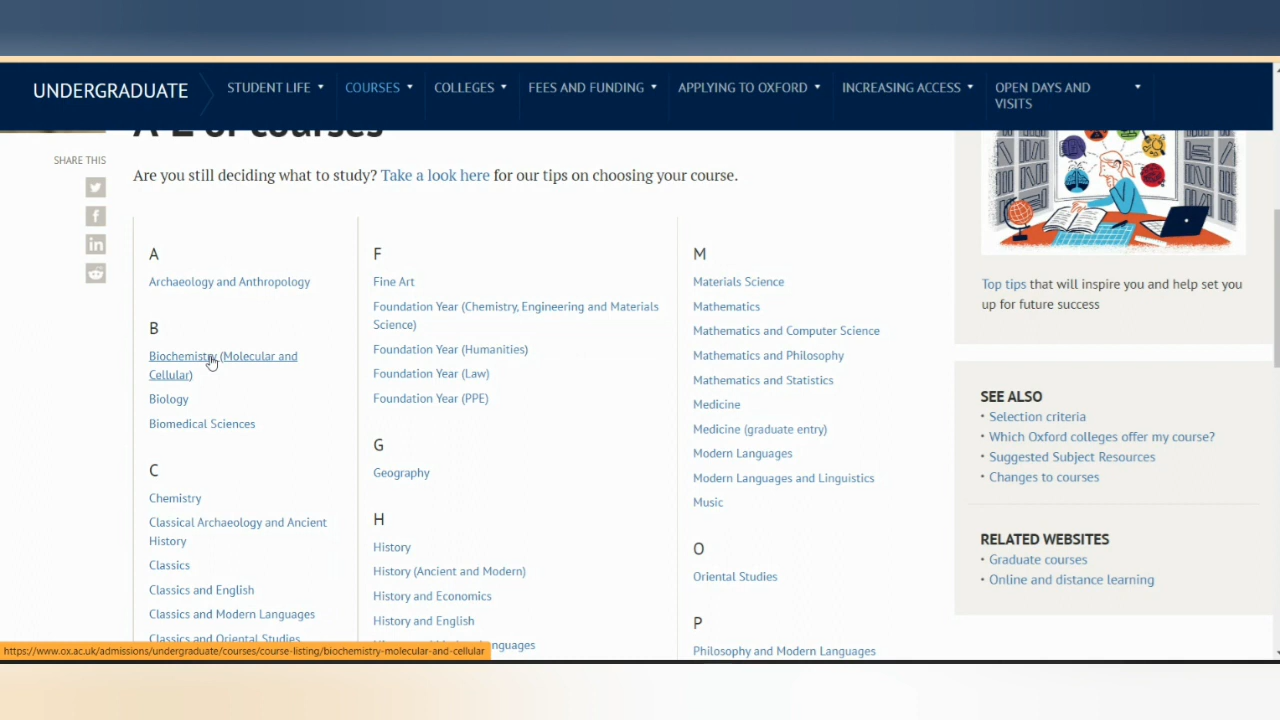 UNDERGRADUATE
STUDENT LIFE
COURSES
COLLEGES
FEES AND FUNDING
APPLYING TO OXFORD
INCREASING ACCESS
OPEN DAYS AND
VISITS
A-Z of courses
SHARE THIS
Are you still deciding what to study? Take a look here for our tips on choosing your course.
A
Archaeology and Anthropology
B
Biochemistry (Molecular and
Cellular)
Biology
Biomedical Sciences
C
Chemistry
Classical Archaeology and Ancient
History
Classics
Classics and English
Classics and Modern Languages
Classics and Oriental Studies
F
Fine Art
Foundation Year (Chemistry, Engineering and Materials
Science)
Foundation Year (Humanities)
Foundation Year (Law)
Foundation Year (PPE)
G
Geography
H
History
History (Ancient and Modern)
History and Economics
History and English
M
Materials Science
Mathematics
Mathematics and Computer Science
Mathematics and Philosophy
Mathematics and Statistics
Medicine
Medicine (graduate entry)
Modern Languages
Modern Languages and Linguistics
Music
O
Oriental Studies
P
Philosophy and Modern Languages
Top tips that will inspire you and help set you
up for future success
SEE ALSO
• Selection criteria
• Which Oxford colleges offer my course?
• Suggested Subject Resources
• Changes to courses
RELATED WEBSITES
• Graduate courses
• Online and distance learning
https://www.ox.ac.uk/admissions/undergraduate/courses/course-listing/biochemistry-molecular-and-cellular